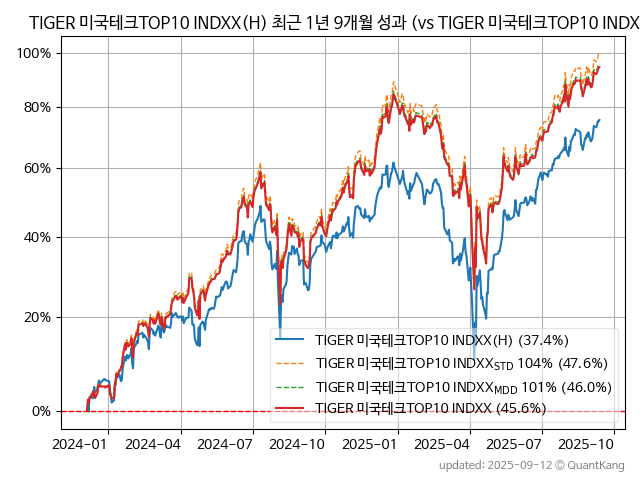 TIGER 미국테크TOP10 INDXX(H) 최근 1년 9개월 성과 (vs TIGER 미국테크TOP10 INDX
100%
80%
60%
40%
20%
0%
TIGER 미국테크TOP10 INDXX(H) (37.4%)
TIGER 미국테크TOP10 INDXX_STD 104% (47.6%)
TIGER 미국테크TOP10 INDXX_MDD 101% (46.0%)
TIGER 미국테크TOP10 INDXX (45.6%)
2024-01 2024-04 2024-07 2024-10 2025-01 2025-04 2025-07 2025-10
updated: 2025-09-12 © QuantKang